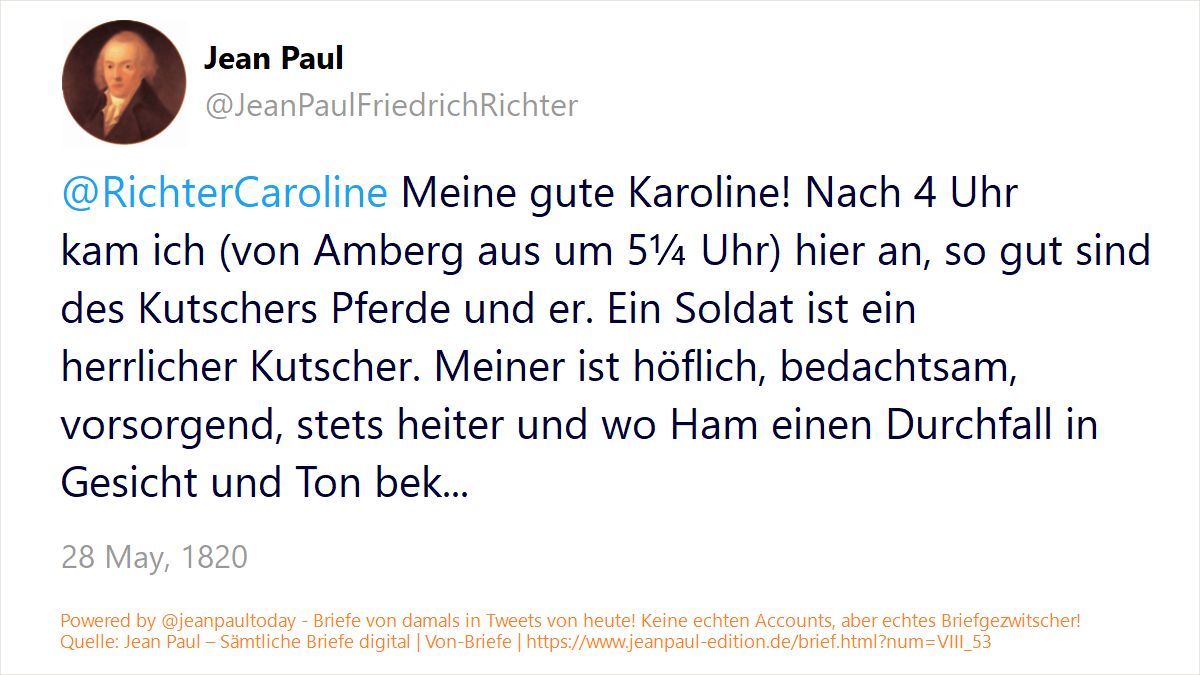 Jean Paul
@JeanPaulFriedrichRichter
@RichterCaroline Meine gute Karoline! Nach 4 Uhr
kam ich (von Amberg aus um 5¼ Uhr) hier an, so gut sind
des Kutschers Pferde und er. Ein Soldat ist ein
herrlicher Kutscher. Meiner ist höflich, bedachtsam,
vorsorgend, stets heiter und wo Ham einen Durchfall in
Gesicht und Ton bek...
28 May, 1820
Powered by @jeanpaultoday - Briefe von damals in Tweets von heute! Keine echten Accounts, aber echtes Briefgezwitscher!
Quelle: Jean Paul – Sämtliche Briefe digital | Von-Briefe | https://www.jeanpaul-edition.de/brief.html?num=VIII_53